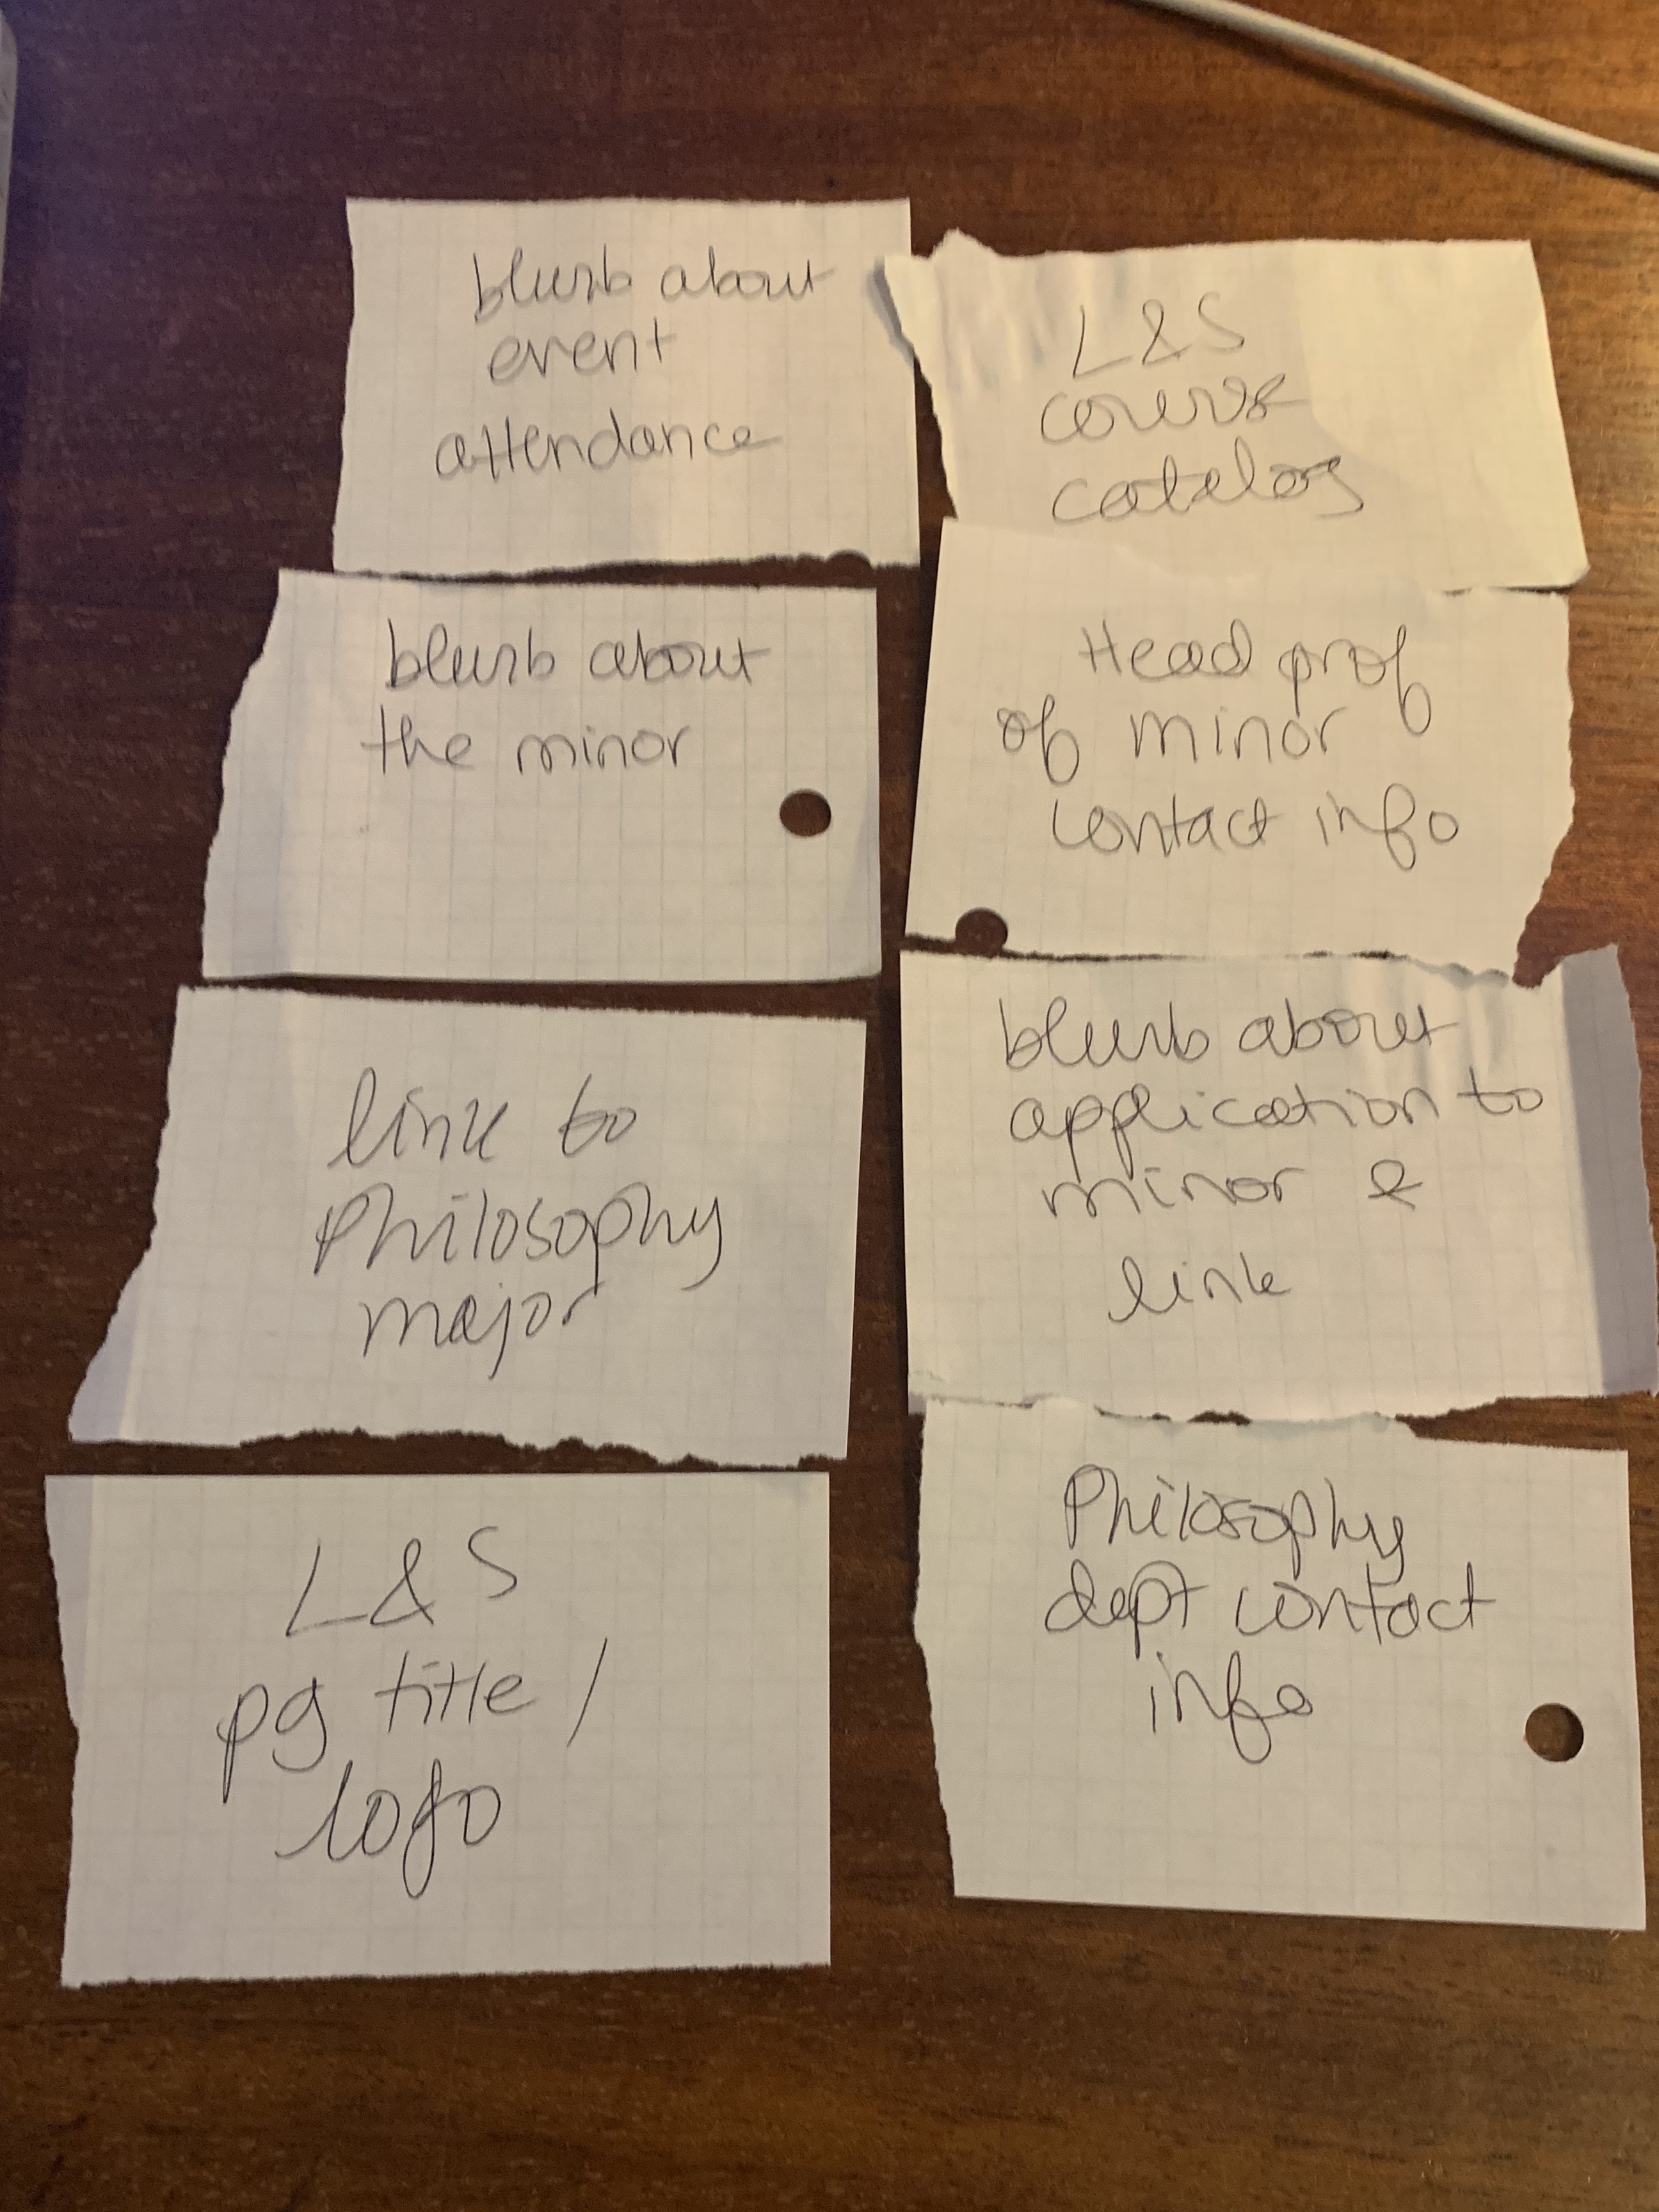 blurb about
event
attendance
L&S
course
catalog
blurb about
the minor
Head prof
of minor
contact info
link to
Philosophy
major
blurb about
application to
minor &
link
L&S
pg title /
logo
Philosophy
dept contact
info